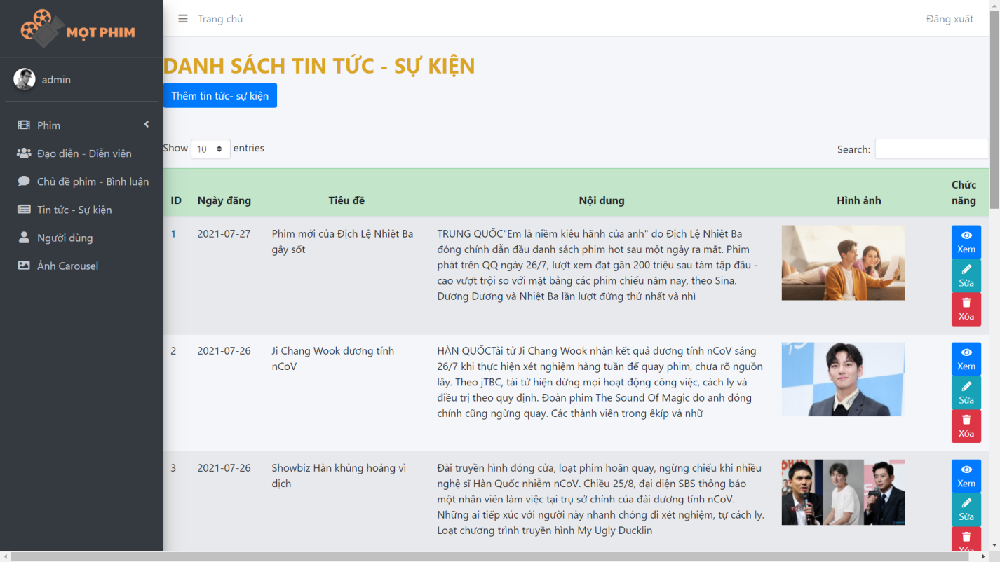 MỌT PHIM
Trang chủ
Đăng xuất
admin
Phim
Đạo diễn - Diễn viên
Chủ đề phim - Bình luận
Tin tức - Sự kiện
Người dùng
Ảnh Carousel
DANH SÁCH TIN TỨC - SỰ KIỆN
Thêm tin tức- sự kiện
Show 10 entries
Search:
ID Ngày đăng Tiêu đề Nội dung Hình ảnh Chức năng
1 2021-07-27
Phim mới của Địch Lệ Nhiệt Ba
gây sốt
TRUNG QUỐC"Em là niềm kiêu hãnh của anh" do Địch Lệ Nhiệt Ba
đóng chính dẫn đầu danh sách phim hot sau một ngày ra mắt. Phim
phát trên QQ ngày 26/7, lượt xem đạt gần 200 triệu sau tám tập đầu -
cao vượt trội so với mặt bằng các phim chiếu năm nay, theo Sina.
Dương Dương và Nhiệt Ba lần lượt đứng thứ nhất và nhì
Xem
Sửa
Xóa
2 2021-07-26
Ji Chang Wook dương tính
nCoV
HÀN QUỐCTài tử Ji Chang Wook nhận kết quả dương tính nCoV sáng
26/7 khi thực hiện xét nghiệm hàng tuần để quay phim, chưa rõ nguồn
lây. Theo jTBC, tài tử hiện dừng mọi hoạt động công việc, cách ly và
điều trị theo quy định. Đoàn phim The Sound Of Magic do anh đóng
chính cũng ngừng quay. Các thành viên trong êkíp và nhữ
Xem
Sửa
Xóa
3 2021-07-26
Showbiz Hàn khủng hoảng vì
dịch
Đài truyền hình đóng cửa, loạt phim hoãn quay, ngừng chiếu khi nhiều
nghệ sĩ Hàn Quốc nhiễm nCoV. Chiều 25/8, đại diện SBS thông báo
một nhân viên làm việc tại trụ sở chính của đài dương tính nCoV.
Những ai tiếp xúc với người này nhanh chóng đi xét nghiệm, tự cách ly.
Loạt chương trình truyền hình My Ugly Ducklin
Xem
Sửa
Xóa